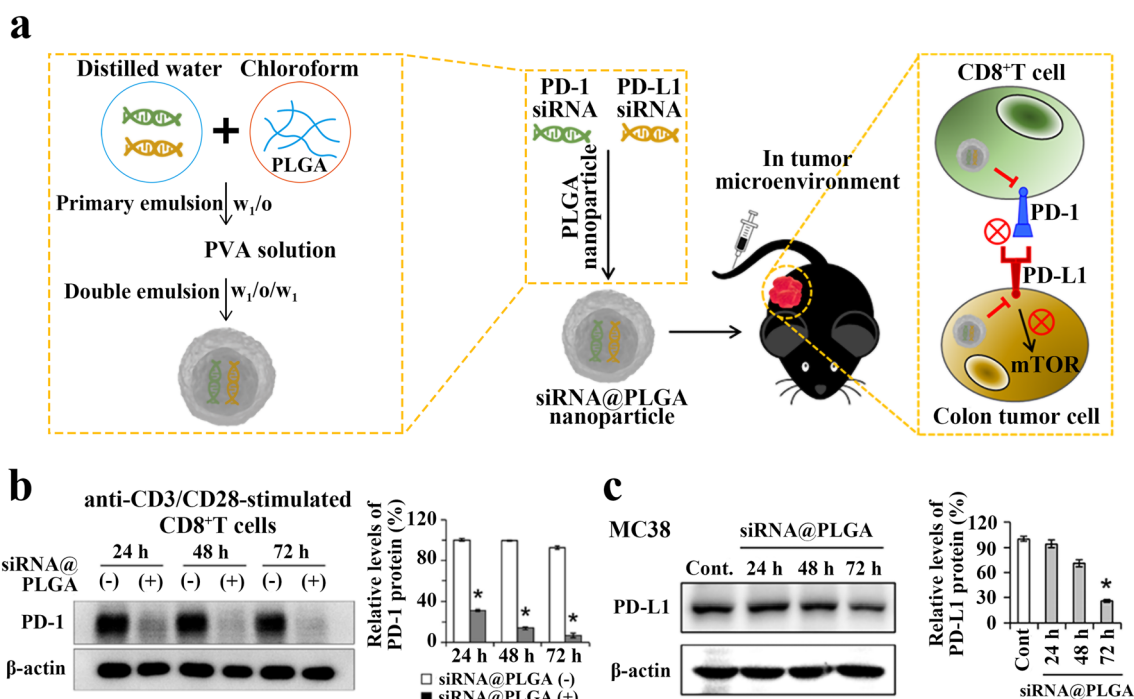 a
Distilled water
Chloroform
+
PLGA
Primary emulsion
w1/o
PVA solution
Double emulsion
w1/o/w1
PD-1
siRNA
PD-L1
siRNA
PLGA
nanoparticle
siRNA@PLGA
nanoparticle
In tumor
microenvironment
CD8+T cell
PD-1
PD-L1
mTOR
Colon tumor cell
b
anti-CD3/CD28-stimulated
CD8+T cells
24 h 48 h 72 h
siRNA@
PLGA (-) (+) (-) (+) (-) (+)
PD-1
β-actin
Relative levels of
PD-1 protein (%)
120
80
40
0
* * *
24 h 48 h 72 h
siRNA@PLGA (-)
siRNA@PLGA (+)
c
MC38
siRNA@PLGA
Cont. 24 h 48 h 72 h
PD-L1
β-actin
Relative levels of
PD-L1 protein (%)
120
90
60
30
0
*
Cont 24 h 48 h 72 h
siRNA@PLGA